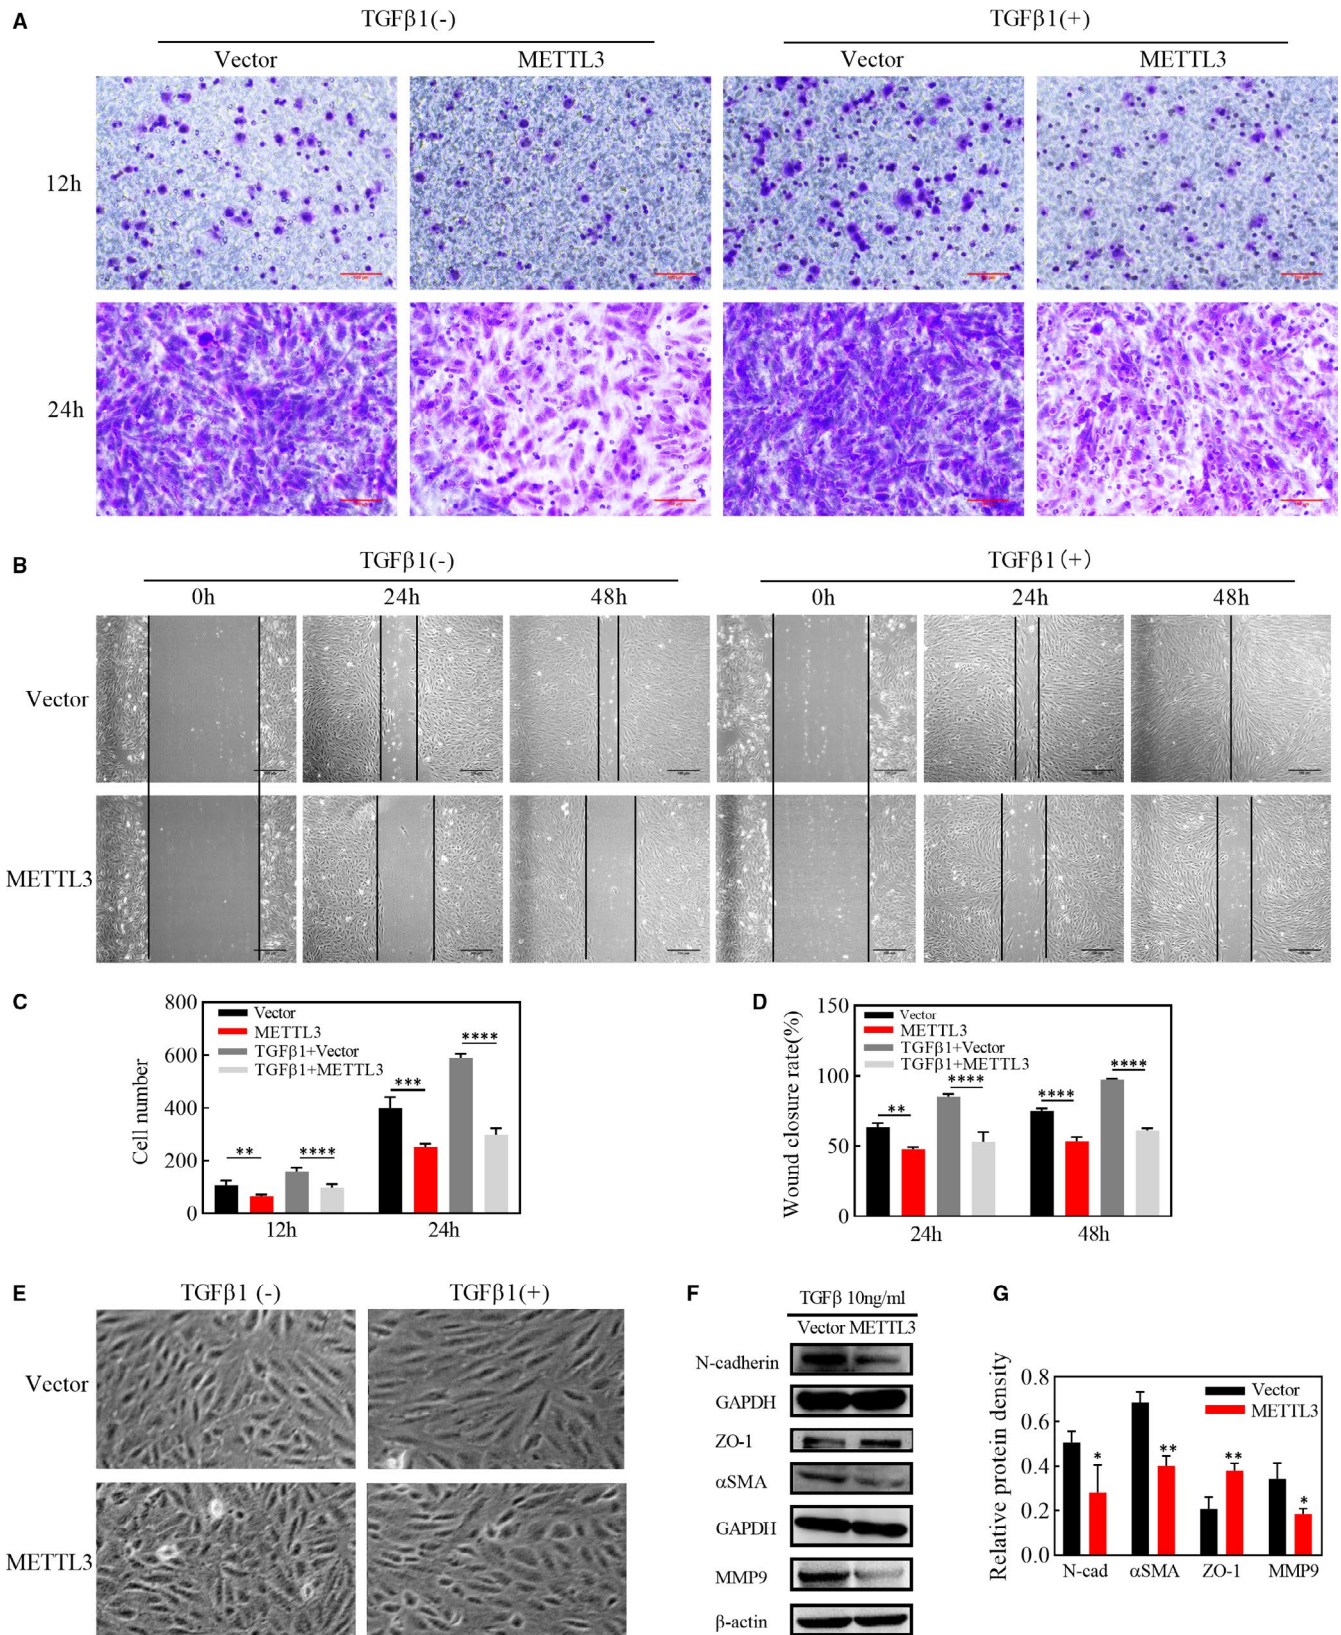 A
TGFβ1(-) TGFβ1(+)
Vector METTL3 Vector METTL3
12h
24h
B
TGFβ1(-) TGFβ1(+)
0h 24h 48h 0h 24h 48h
Vector
METTL3
C
Cell number
800
600
400
200
0
Vector
METTL3
TGFβ1+Vector
TGFβ1+METTL3
** **** *** ****
12h 24h
D
Wound closure rate(%)
150
100
50
0
Vector
METTL3
TGFβ1+Vector
TGFβ1+METTL3
** **** **** ****
24h 48h
E
TGFβ1 (-) TGFβ1(+)
Vector
METTL3
F
TGFβ 10ng/ml
Vector METTL3
N-cadherin
GAPDH
ZO-1
αSMA
GAPDH
MMP9
β-actin
G
Relative protein density
0.8
0.6
0.4
0.2
0.0
Vector
METTL3
* ** ** *
N-cad αSMA ZO-1 MMP9